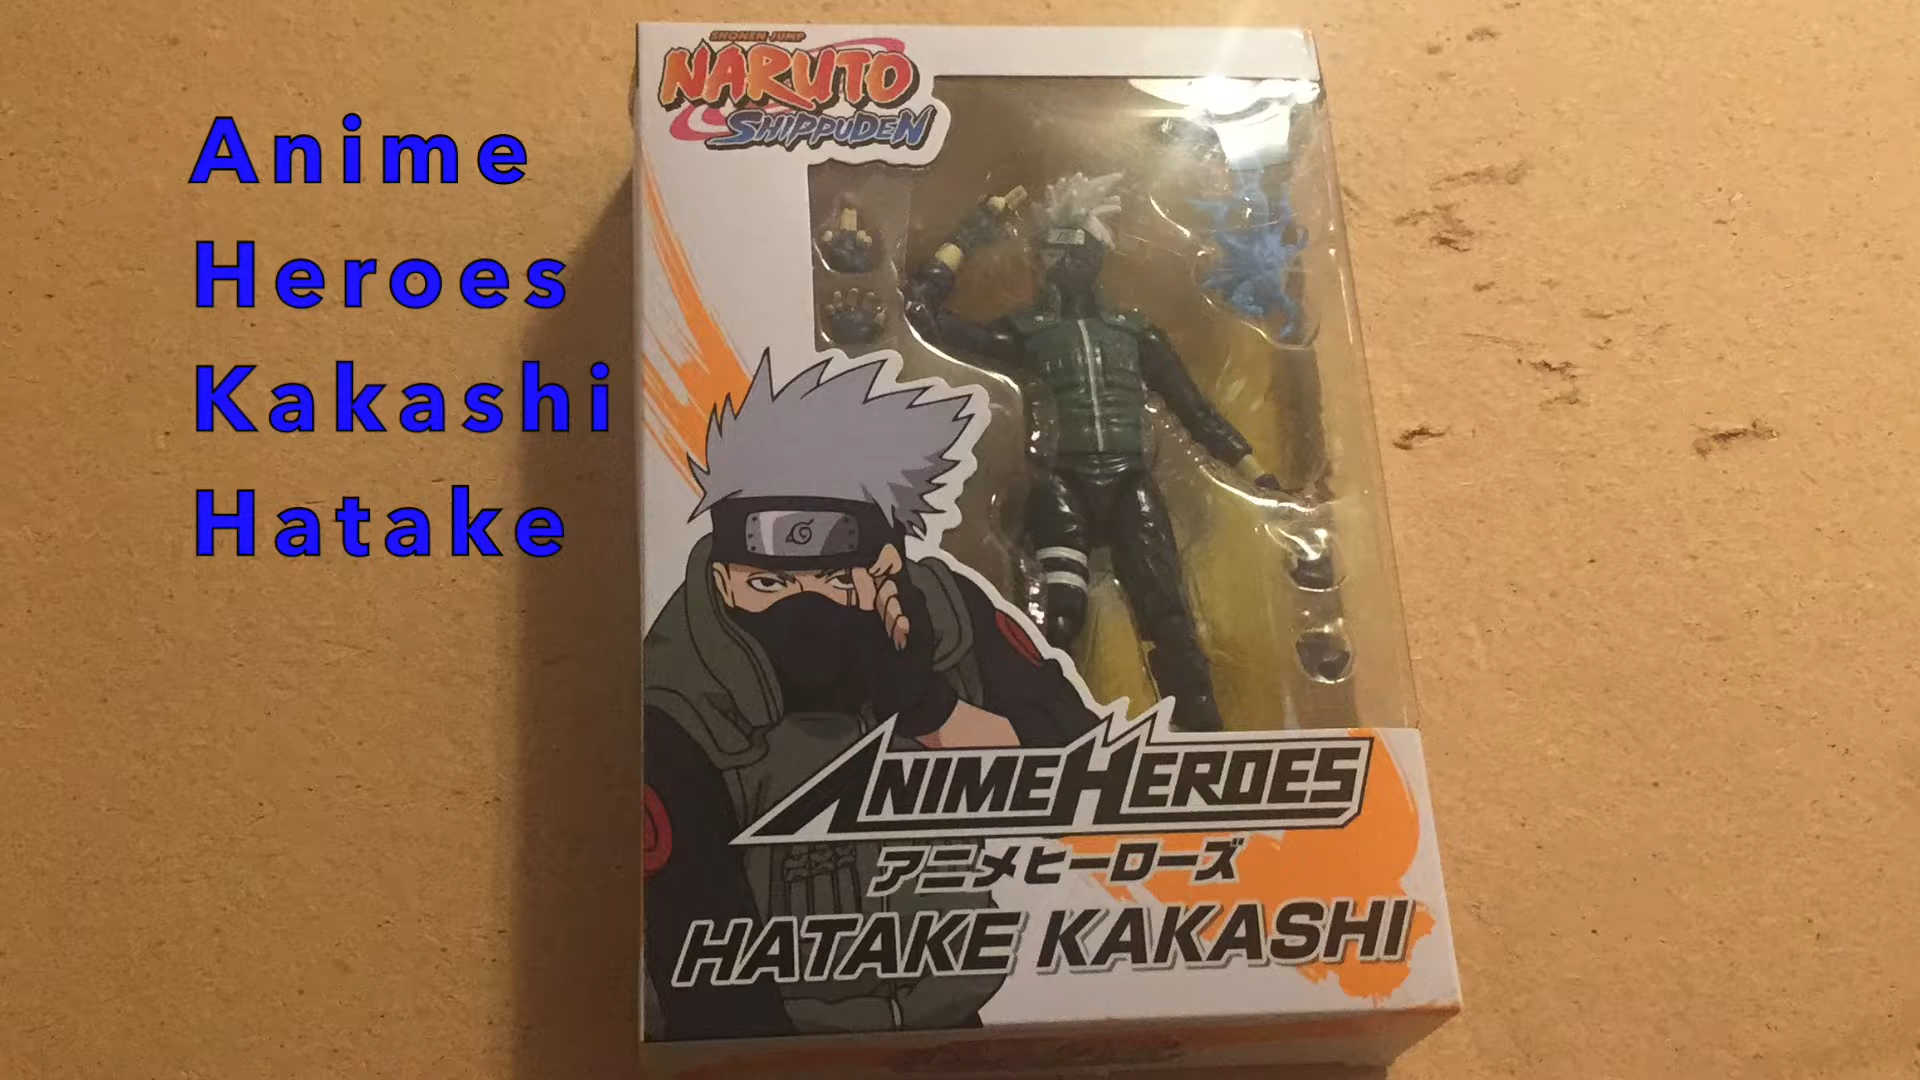 Anime
Heroes
Kakashi
Hatake
SHONEN JUMP
NARUTO
SHIPPUDEN
ANIME HEROES
アニメヒーローズ
HATAKE KAKASHI